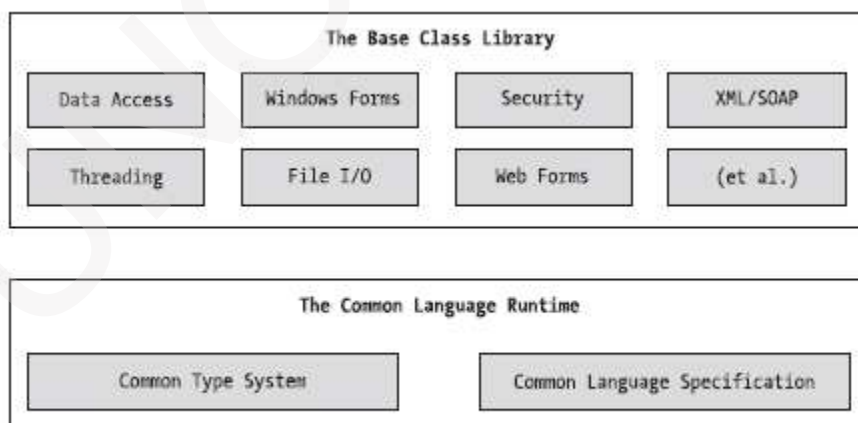 The Base Class Library
Data Access Windows Forms Security XML/SOAP
Threading File I/O Web Forms (et al.)
The Common Language Runtime
Common Type System Common Language Specification